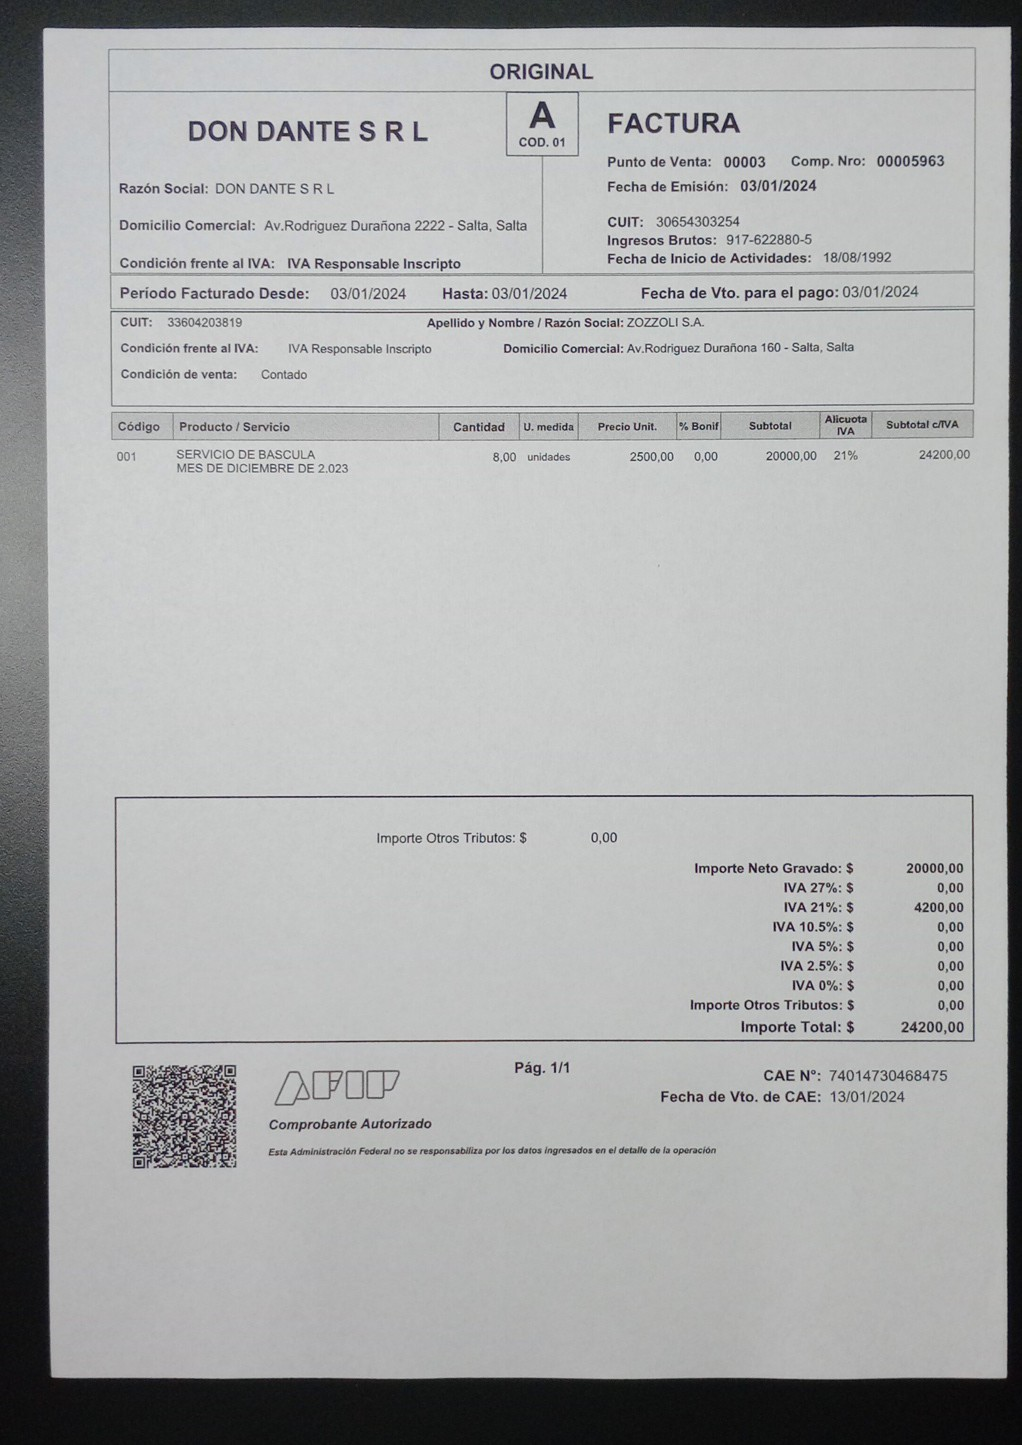 ORIGINAL
DON DANTE S R L
A
COD. 01
FACTURA
Punto de Venta: 00003 Comp. Nro: 00005963
Fecha de Emisión: 03/01/2024
Razón Social: DON DANTE S R L
Domicilio Comercial: Av.Rodriguez Durañona 2222 - Salta, Salta
Condición frente al IVA: IVA Responsable Inscripto
CUIT: 30654303254
Ingresos Brutos: 917-622880-5
Fecha de Inicio de Actividades: 18/08/1992
Período Facturado Desde: 03/01/2024 Hasta: 03/01/2024 Fecha de Vto. para el pago: 03/01/2024
CUIT: 33604203819 Apellido y Nombre / Razón Social: ZOZZOLI S.A.
Condición frente al IVA: IVA Responsable Inscripto Domicilio Comercial: Av.Rodriguez Durañona 160 - Salta, Salta
Condición de venta: Contado
Código Producto / Servicio Cantidad U. medida Precio Unit. % Bonif Subtotal Alicuota IVA Subtotal c/IVA
001 SERVICIO DE BASCULA 8,00 unidades 2500,00 0,00 20000,00 21% 24200,00
MES DE DICIEMBRE DE 2.023
Importe Otros Tributos: $ 0,00
Importe Neto Gravado: $ 20000,00
IVA 27%: $ 0,00
IVA 21%: $ 4200,00
IVA 10.5%: $ 0,00
IVA 5%: $ 0,00
IVA 2.5%: $ 0,00
IVA 0%: $ 0,00
Importe Otros Tributos: $ 0,00
Importe Total: $ 24200,00
AFIP
Comprobante Autorizado
Esta Administración Federal no se responsabiliza por los datos ingresados en el detalle de la operación
Pág. 1/1
CAE N°: 74014730468475
Fecha de Vto. de CAE: 13/01/2024